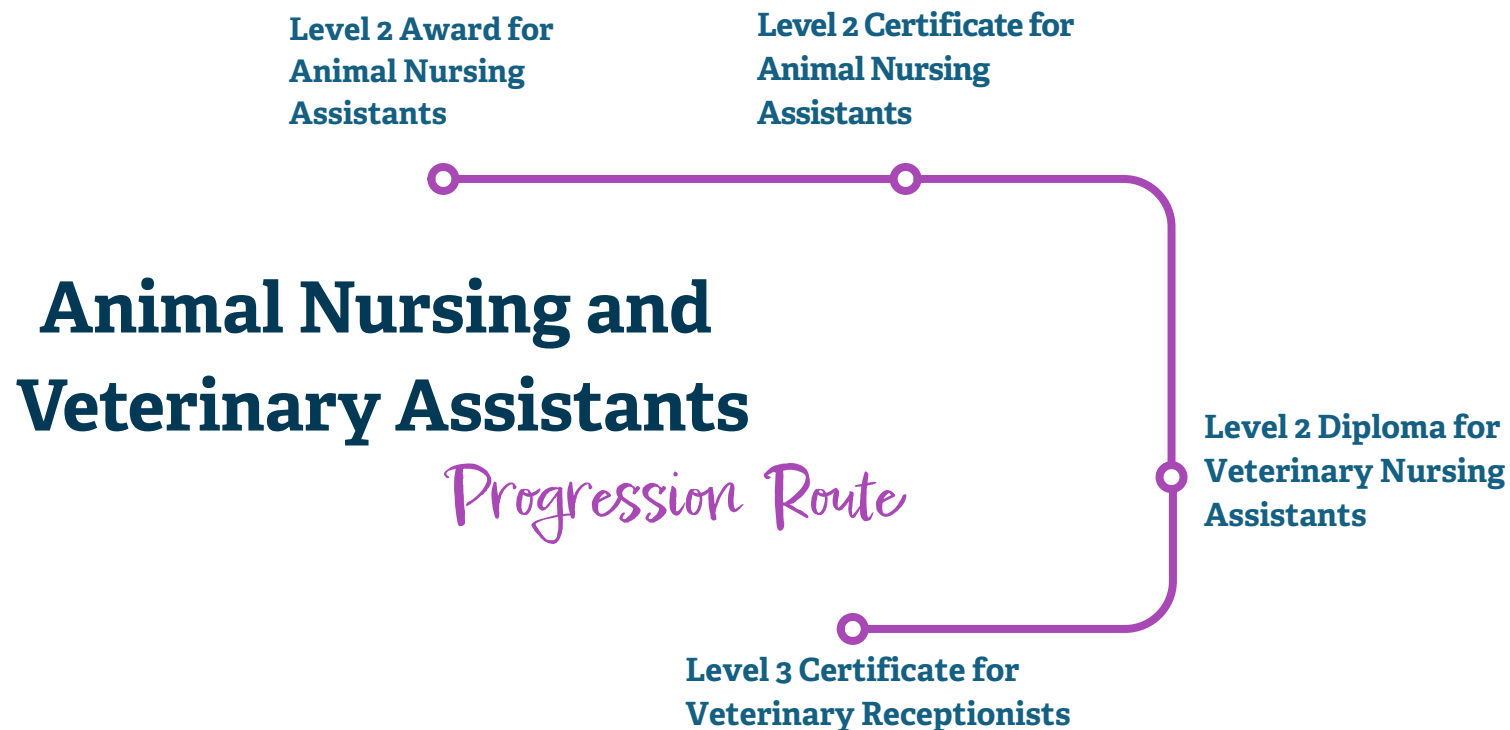 Level 2 Award for
Animal Nursing
Assistants
Level 2 Certificate for
Animal Nursing
Assistants
Animal Nursing and
Veterinary Assistants
Progression Route
Level 2 Diploma for
Veterinary Nursing
Assistants
Level 3 Certificate for
Veterinary Receptionists